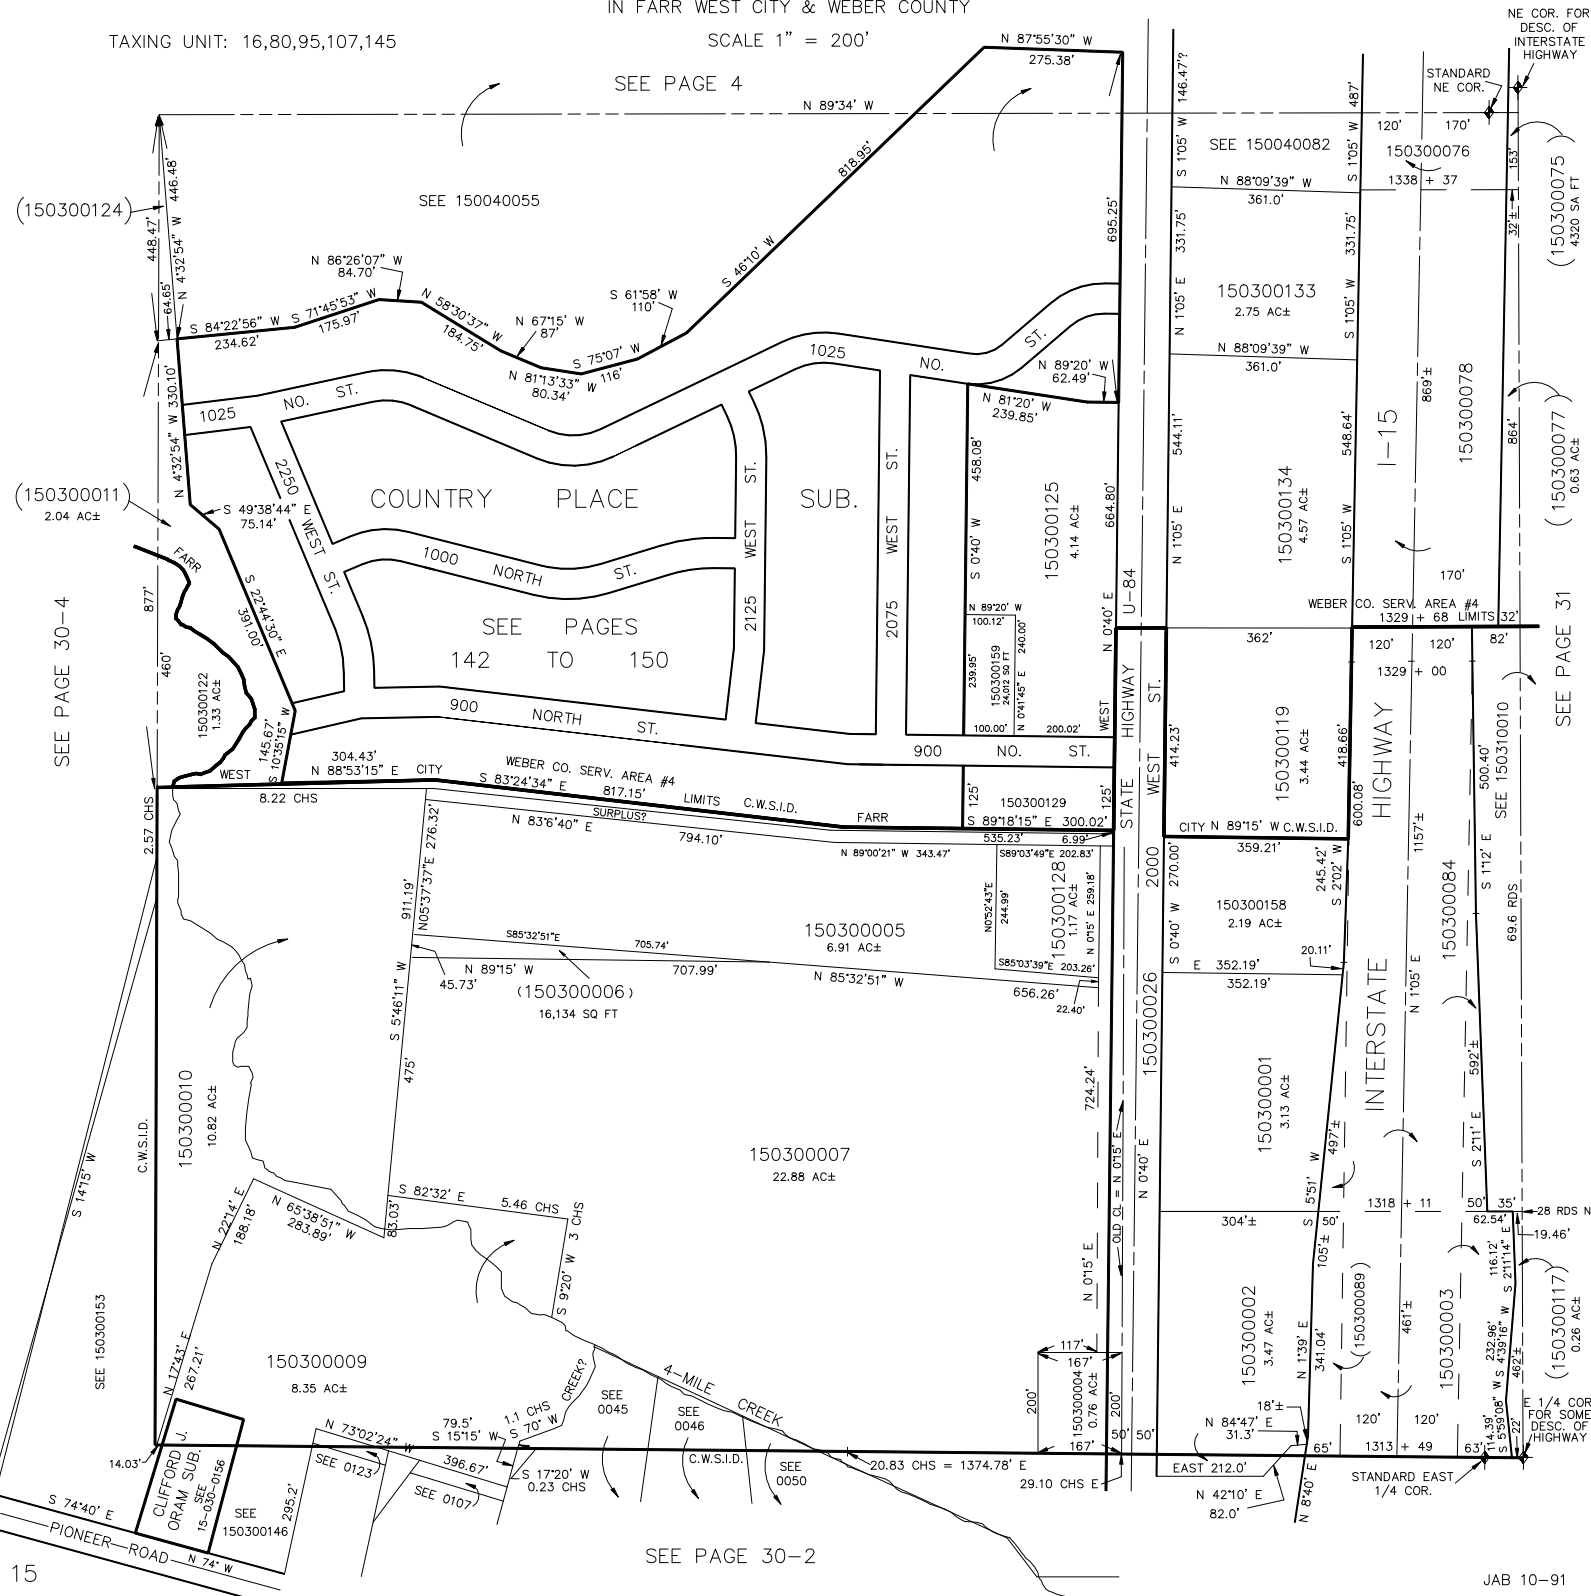 IN FARR WEST CITY & WEBER COUNTY
TAXING UNIT: 16,80,95,107,145
SCALE 1" = 200'
SEE PAGE 4
N 87°55'30" W
275.38'
NE COR. FOR
DESC. OF
INTERSTATE
HIGHWAY
STANDARD
NE COR.
N 89°34' W
146.47'?
S 1°05' W
487'
S 1°05' W
120'
170'
SEE 150040082
150300076
1338 + 37
153'
32'±
(150300075)
4320 SA FT
(150300124)
446.48'
448.47'
N 4°32'54" W
64.65'
SEE 150040055
818.95'
S 46°10' W
695.25'
N 88°09'39" W
361.0'
331.75'
331.75'
N 1°05' E
S 1°05' W
150300133
2.75 AC±
N 88°09'39" W
361.0'
N 86°26'07" W
84.70'
S 84°22'56" W
234.62'
S 71°45'53" W
175.97'
N 58°30'37" W
184.75'
N 67°15' W
87'
S 61°58' W
110'
S 75°07' W
116'
N 81°13'33" W
80.34'
1025 NO. ST.
1025 NO. ST.
N 89°20' W
62.49'
N 81°20' W
239.85'
869'±
I-15
150300078
864'
(150300077)
0.63 AC±
330.10'
N 4°32'54" W
(150300011)
2.04 AC±
S 49°38'44" E
75.14'
2250 WEST ST.
COUNTRY PLACE SUB.
2125 WEST ST.
2075 WEST ST.
458.08'
S 0°40' W
150300125
4.14 AC±
664.80'
N 0°40' E
544.11'
N 1°05' E
150300134
4.57 AC±
548.64'
S 1°05' W
170'
FARR
877'
460'
S 22°44'30" E
391.00'
1000 NORTH ST.
SEE PAGES
142 TO 150
SEE PAGE 30-4
N 89°20' W
100.12'
239.95'
150300159
24,012 SQ FT
N 0°41'45" E 240.00'
100.00'
200.02'
U-84
WEBER CO. SERV. AREA #4
1329 + 68 LIMITS 32'
362'
120'
120'
82'
1329 + 00
SEE PAGE 31
150300122
1.33 AC±
145.67'
S 10°35'15" W
900 NORTH ST.
900 NO. ST.
WEST
STATE HIGHWAY
2000 WEST ST.
414.23'
150300119
3.44 AC±
418.66'
600.08'
INTERSTATE HIGHWAY
500.40'
SEE 150310010
304.43'
N 88°53'15" E
WEST CITY
8.22 CHS
WEBER CO. SERV. AREA #4
S 83°24'34" E
817.15'
LIMITS C.W.S.I.D. FARR
125'
150300129
125'
S 89°18'15" E 300.02'
CITY N 89°15' W C.W.S.I.D.
2.57 CHS
276.32'
N05°37'37"E
SURPLUS?
N 83°6'40" E
794.10'
535.23'
6.99'
N 89°00'21" W 343.47'
S89°03'49"E 202.83'
359.21'
270.00'
S 0°40' W
245.42'
S 2°02' W
1157'±
S 1°12' E
69.6 RDS
150300084
911.19'
150300005
6.91 AC±
N0°52'43"E
244.99'
150300128
1.17 AC±
N 0°15' E 259.18'
S85°03'39"E 203.26'
150300158
2.19 AC±
20.11'
E 352.19'
352.19'
S85°32'51"E 705.74'
N 89°15' W 707.99'
45.73'
(150300006)
16,134 SQ FT
N 85°32'51" W
656.26'
22.40'
150300026
S 5°46'11" W
475'
N 1°05' E
592'±
724.24'
150300001
3.13 AC±
150300010
10.82 AC±
C.W.S.I.D.
S 14°15' W
150300007
22.88 AC±
OLD CL = N 0°15' E
N 0°40' E
497'±
S 5°51' W
S 2°11' E
S 82°32' E 5.46 CHS
83.03'
N 22°14' E
188.18'
N 65°38'51" W
283.89'
S 9°20' W 3 CHS
304'±
50'
1318 + 11
50'
35'
62.54'
28 RDS N
19.46'
105'±
116.12'
S 2°11'14" E
N 0°15' E
SEE 150300153
N 17°43' E
267.21'
150300009
8.35 AC±
4-MILE CREEK
117'
167'
200'
150300004
0.76 AC±
200'
167'
50'
50'
150300002
3.47 AC±
N 1°39' E
341.04'
(150300089)
461'±
150300003
232.96'
S 4°39'16" W
462'±
(150300117)
0.26 AC±
E 1/4 COR
FOR SOME
DESC. OF
HIGHWAY
CREEK?
SEE
0045
SEE
0046
SEE
0050
1.1 CHS
S 70° W
79.5'
S 15°15' W
N 73°02'24" W
396.67'
SEE 0123
SEE 0107
S 17°20' W
0.23 CHS
C.W.S.I.D.
20.83 CHS = 1374.78' E
29.10 CHS E
18'±
N 84°47' E
31.3'
65'
120'
120'
1313 + 49
63'
114.39'
S 5°59'08" W
22'
EAST 212.0'
N 42°10' E
82.0'
N 8°40' E
STANDARD EAST
1/4 COR.
14.03'
CLIFFORD J.
ORAM SUB.
SEE
15-030-0156
SEE
150300146
295.2'
S 74°40' E
PIONEER ROAD
N 74° W
SEE PAGE 30-2
15
JAB 10-91